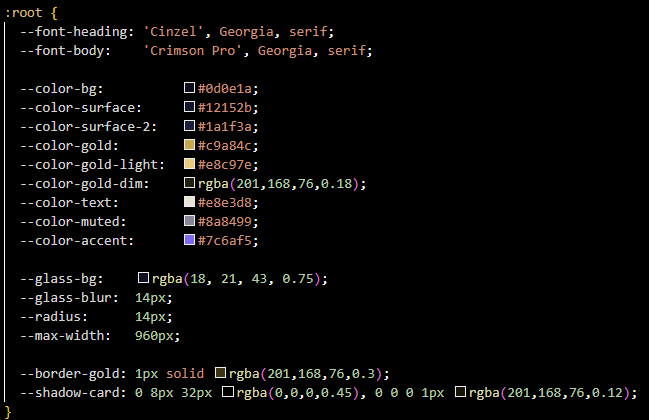 :root {
  --font-heading: 'Cinzel', Georgia, serif;
  --font-body:    'Crimson Pro', Georgia, serif;

  --color-bg:          #0d0e1a;
  --color-surface:     #12152b;
  --color-surface-2:   #1a1f3a;
  --color-gold:        #c9a84c;
  --color-gold-light:  #e8c97e;
  --color-gold-dim:    rgba(201,168,76,0.18);
  --color-text:        #e8e3d8;
  --color-muted:       #8a8499;
  --color-accent:      #7c6af5;

  --glass-bg:    rgba(18, 21, 43, 0.75);
  --glass-blur:  14px;
  --radius:      14px;
  --max-width:   960px;

  --border-gold: 1px solid rgba(201,168,76,0.3);
  --shadow-card: 0 8px 32px rgba(0,0,0,0.45), 0 0 0 1px rgba(201,168,76,0.12);
}